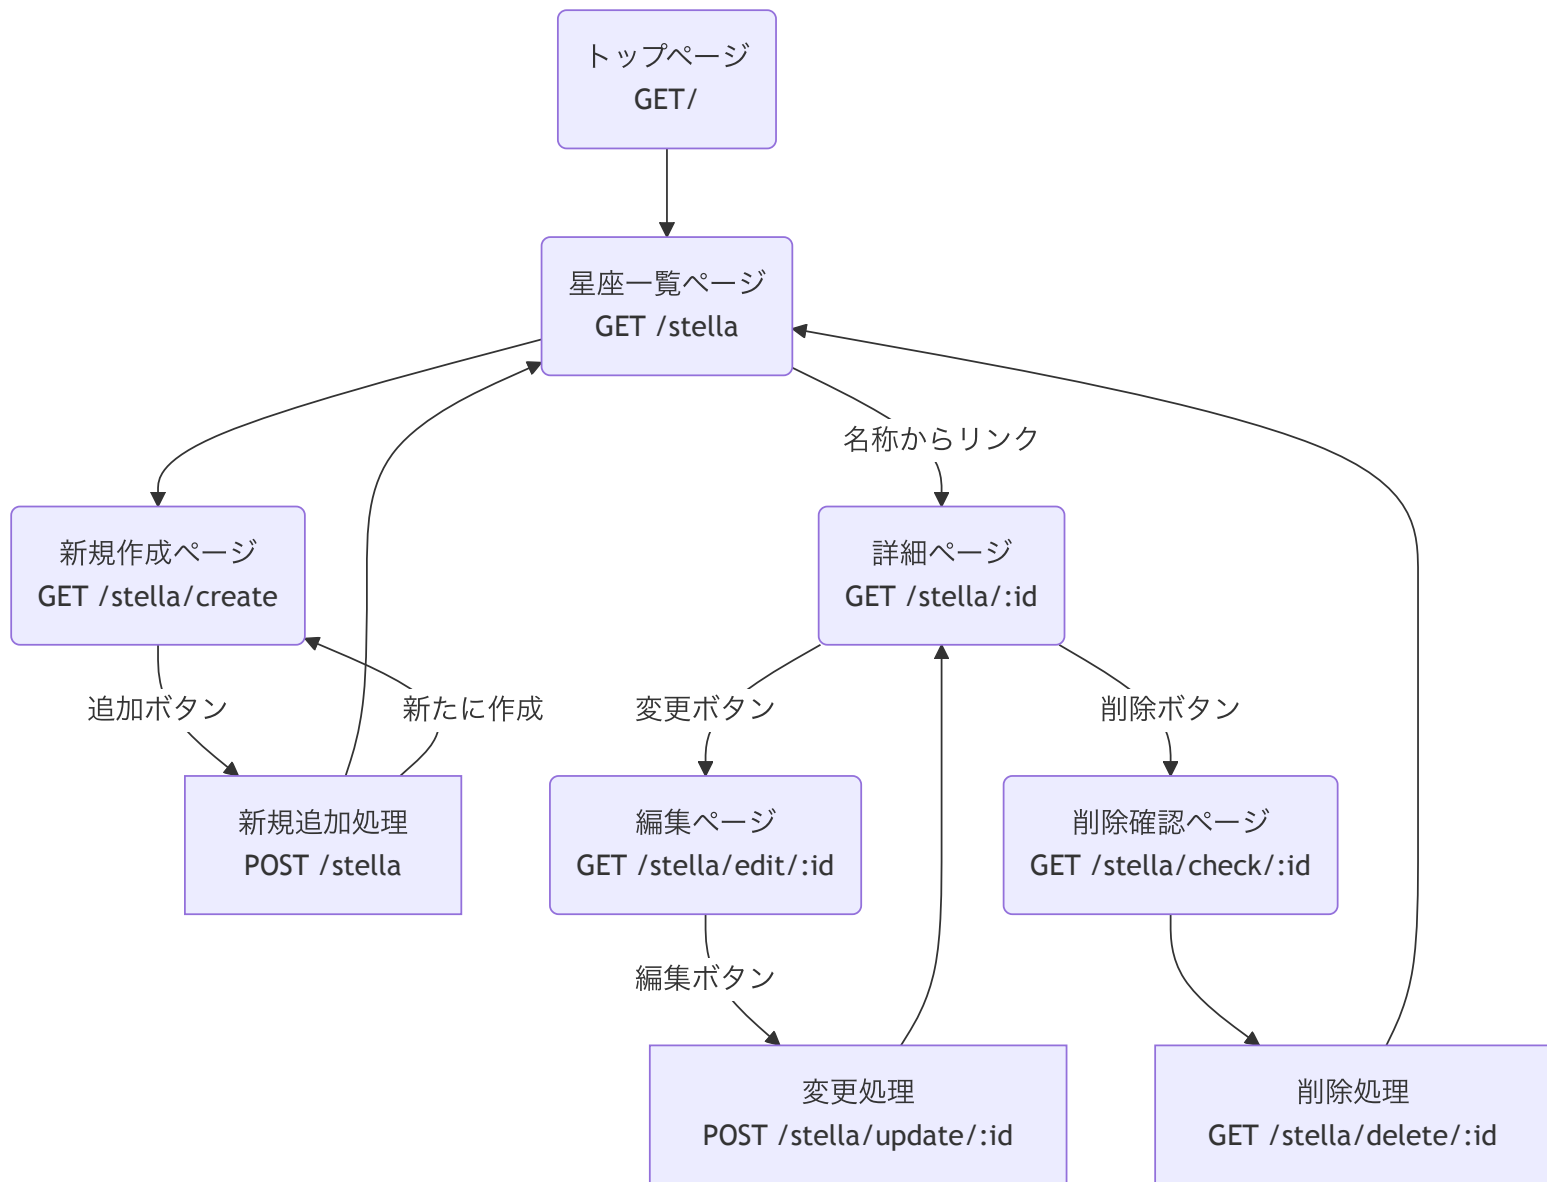 トップページ
GET/
星座一覧ページ
GET /stella
名称からリンク
新規作成ページ
GET /stella/create
詳細ページ
GET /stella/:id
追加ボタン
新たに作成
変更ボタン
削除ボタン
新規追加処理
POST /stella
編集ページ
GET /stella/edit/:id
削除確認ページ
GET /stella/check/:id
編集ボタン
変更処理
POST /stella/update/:id
削除処理
GET /stella/delete/:id